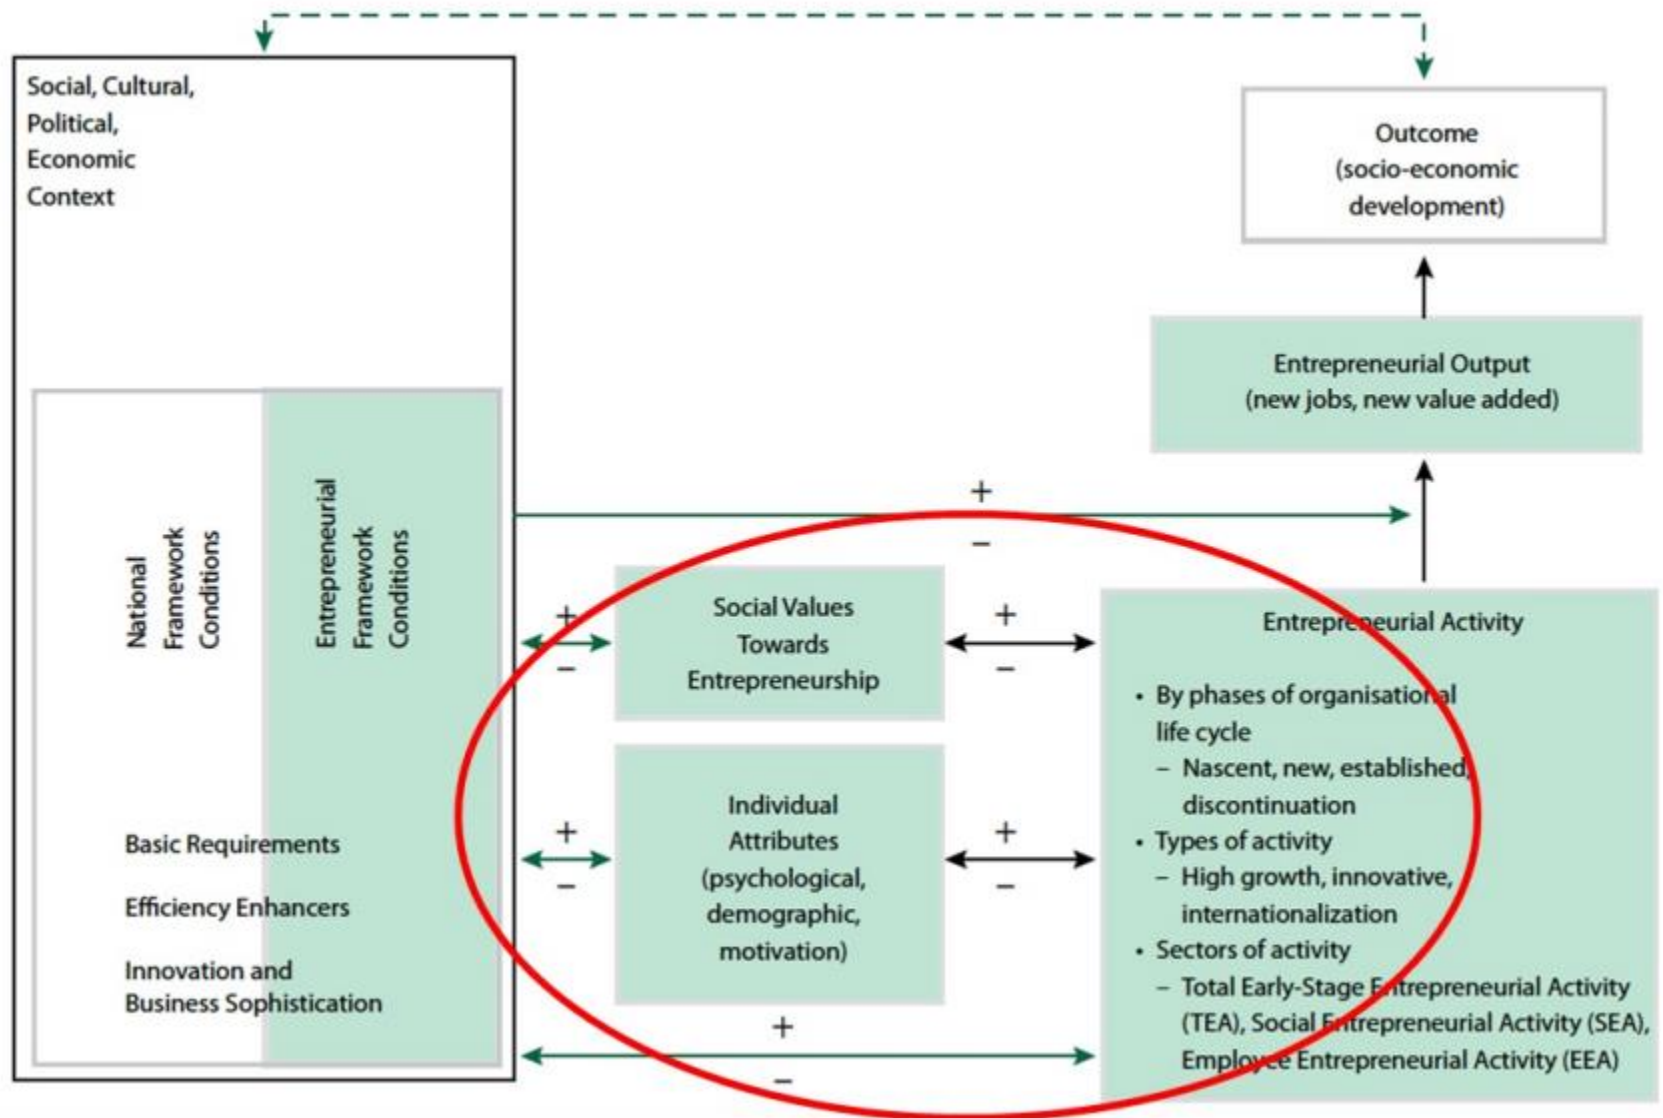 Social, Cultural,
Political,
Economic
Context
National
Framework
Conditions
Entrepreneurial
Framework
Conditions
Basic Requirements
Efficiency Enhancers
Innovation and
Business Sophistication
+
–
+
–
Social Values
Towards
Entrepreneurship
+
–
+
–
Individual
Attributes
(psychological,
demographic,
motivation)
+
–
+
–
Outcome
(socio-economic
development)
Entrepreneurial Output
(new jobs, new value added)
Entrepreneurial Activity
• By phases of organisational
life cycle
– Nascent, new, established,
discontinuation
• Types of activity
– High growth, innovative,
internationalization
• Sectors of activity
– Total Early-Stage Entrepreneurial Activity
(TEA), Social Entrepreneurial Activity (SEA),
Employee Entrepreneurial Activity (EEA)